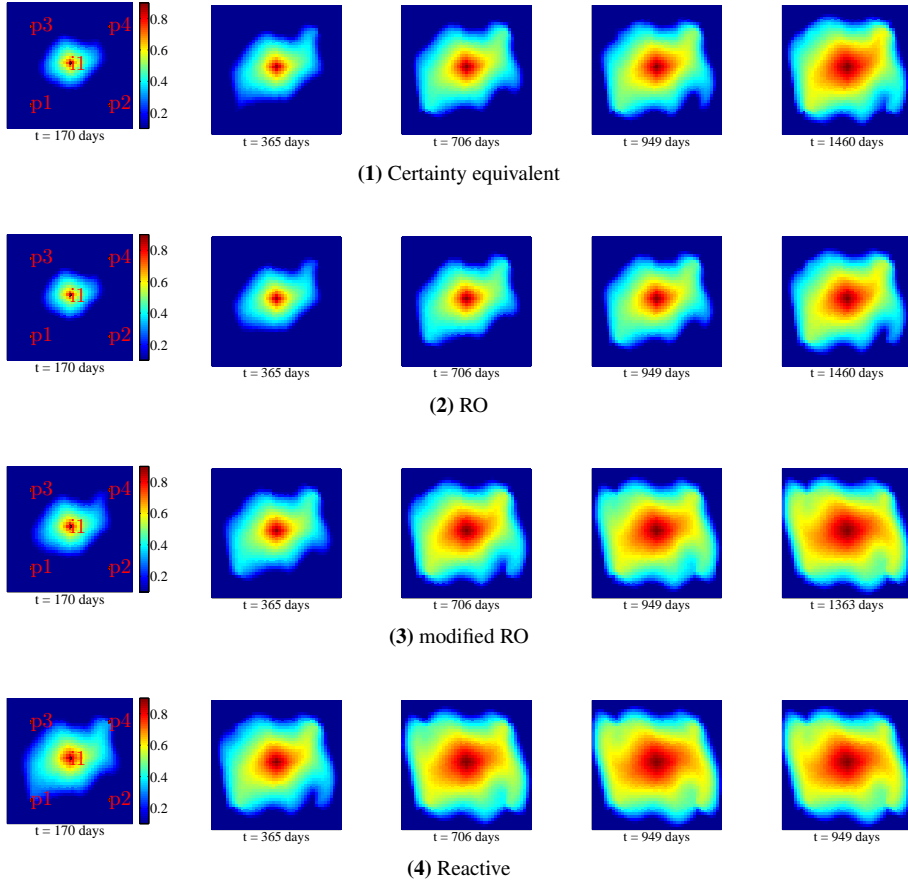 p3 p4
i1
p1 p2
0.8
0.6
0.4
0.2
t = 170 days t = 365 days t = 706 days t = 949 days t = 1460 days
(1) Certainty equivalent
p3 p4
i1
p1 p2
0.8
0.6
0.4
0.2
t = 170 days t = 365 days t = 706 days t = 949 days t = 1460 days
(2) RO
p3 p4
i1
p1 p2
0.8
0.6
0.4
0.2
t = 170 days t = 365 days t = 706 days t = 949 days t = 1363 days
(3) modified RO
p3 p4
i1
p1 p2
0.8
0.6
0.4
0.2
t = 170 days t = 365 days t = 706 days t = 949 days t = 949 days
(4) Reactive